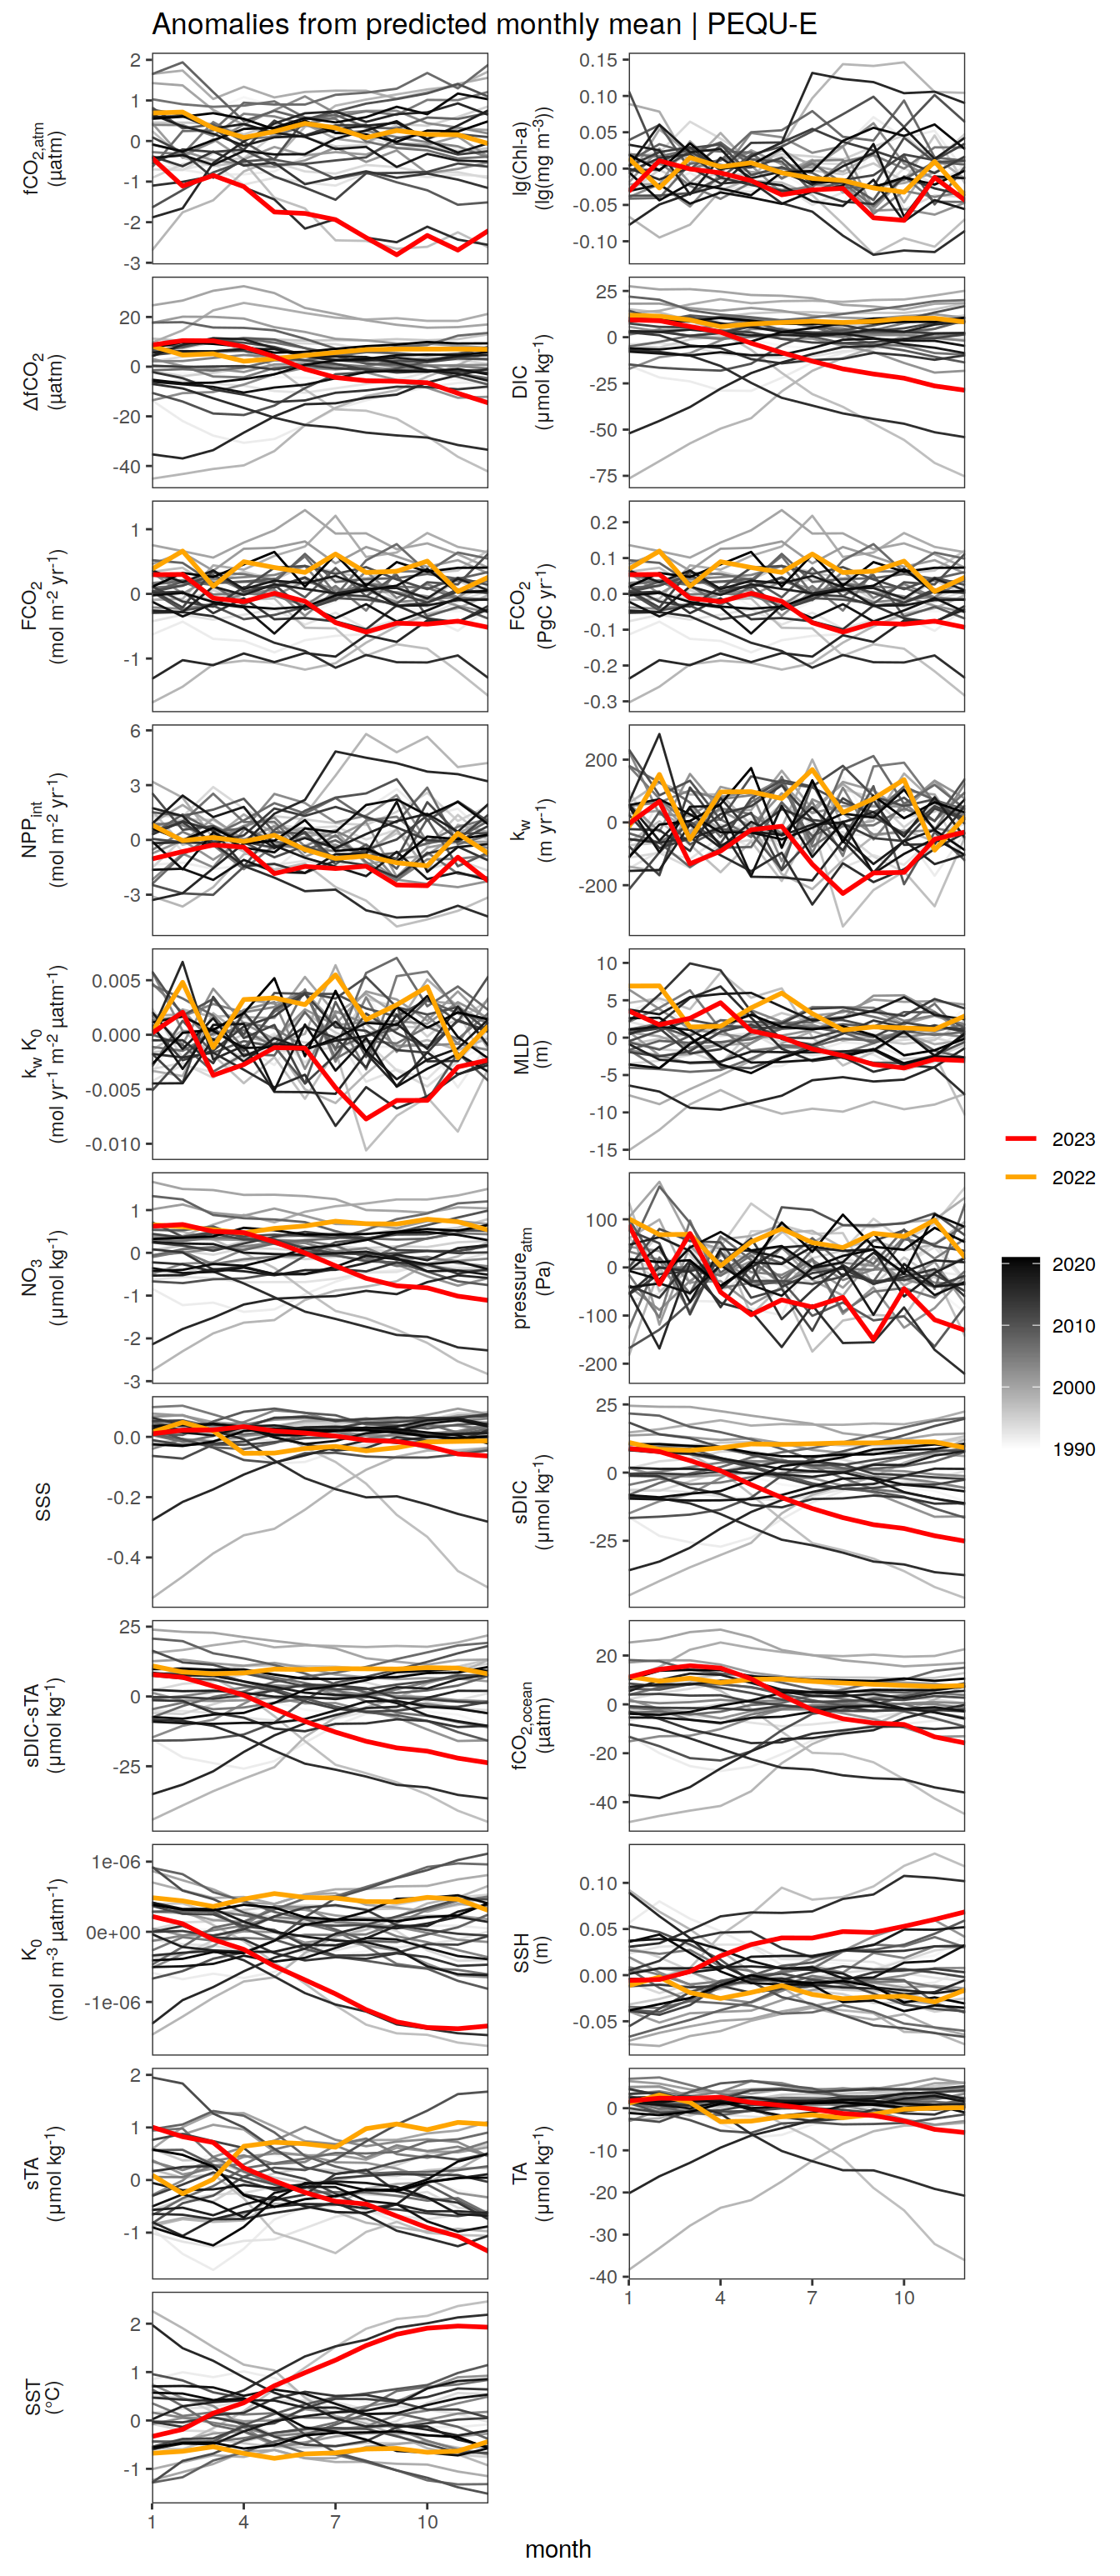 Anomalies from predicted monthly mean | PEQU-E
fCO2,atm
(µatm)
2
1
0
-1
-2
-3
lg(Chl-a)
(lg(mg m-3))
0.15
0.10
0.05
0.00
-0.05
-0.10
ΔfCO2
(µatm)
20
0
-20
-40
DIC
(µmol kg-1)
25
0
-25
-50
-75
FCO2
(mol m-2 yr-1)
1
0
-1
FCO2
(PgC yr-1)
0.2
0.1
0.0
-0.1
-0.2
-0.3
NPPint
(mol m-2 yr-1)
6
3
0
-3
kw
(m yr-1)
200
0
-200
kw K0
(mol yr-1 m-2 µatm-1)
0.005
0.000
-0.005
-0.010
MLD
(m)
10
5
0
-5
-10
-15
NO3
(µmol kg-1)
1
0
-1
-2
-3
pressureatm
(Pa)
100
0
-100
-200
SSS
0.0
-0.2
-0.4
sDIC
(µmol kg-1)
25
0
-25
sDIC-sTA
(µmol kg-1)
25
0
-25
fCO2,ocean
(µatm)
20
0
-20
-40
K0
(mol m-3 µatm-1)
1e-06
0e+00
-1e-06
SSH
(m)
0.10
0.05
0.00
-0.05
sTA
(µmol kg-1)
2
1
0
-1
TA
(µmol kg-1)
0
-10
-20
-30
-40
1 4 7 10
SST
(°C)
2
1
0
-1
1 4 7 10
month
2023
2022
2020
2010
2000
1990